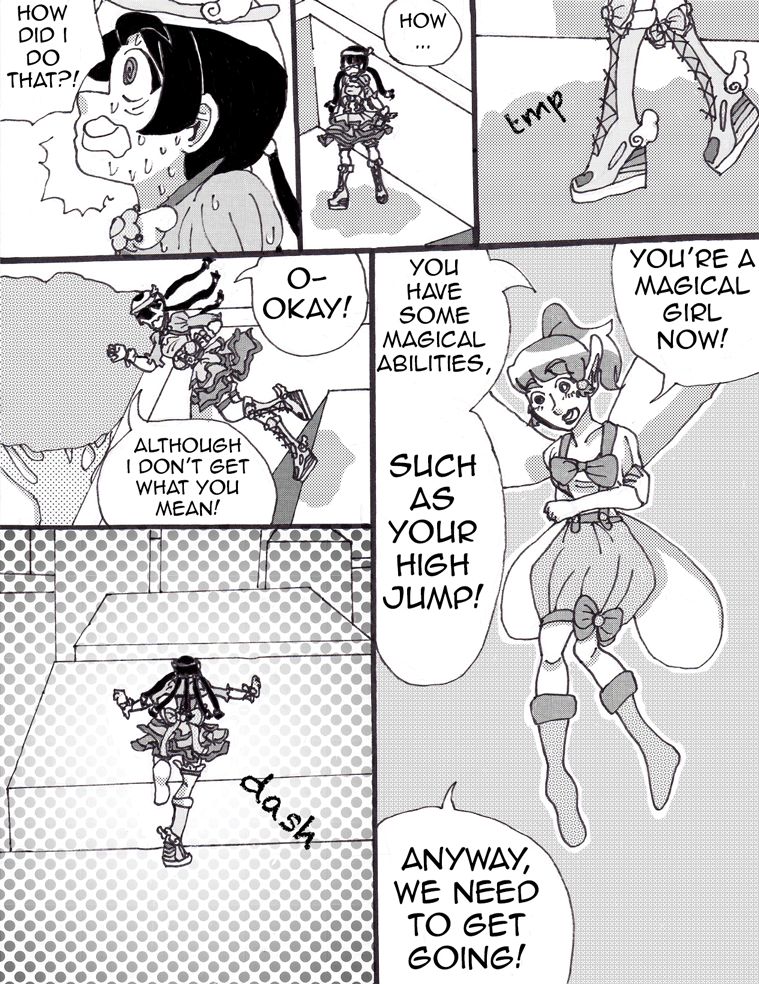 tmp
HOW
...
HOW
DID I
DO
THAT?!
YOU'RE A
MAGICAL
GIRL
NOW!
YOU
HAVE
SOME
MAGICAL
ABILITIES,
SUCH
AS
YOUR
HIGH
JUMP!
ANYWAY,
WE NEED
TO GET
GOING!
O-
OKAY!
ALTHOUGH
I DON'T GET
WHAT YOU
MEAN!
dash